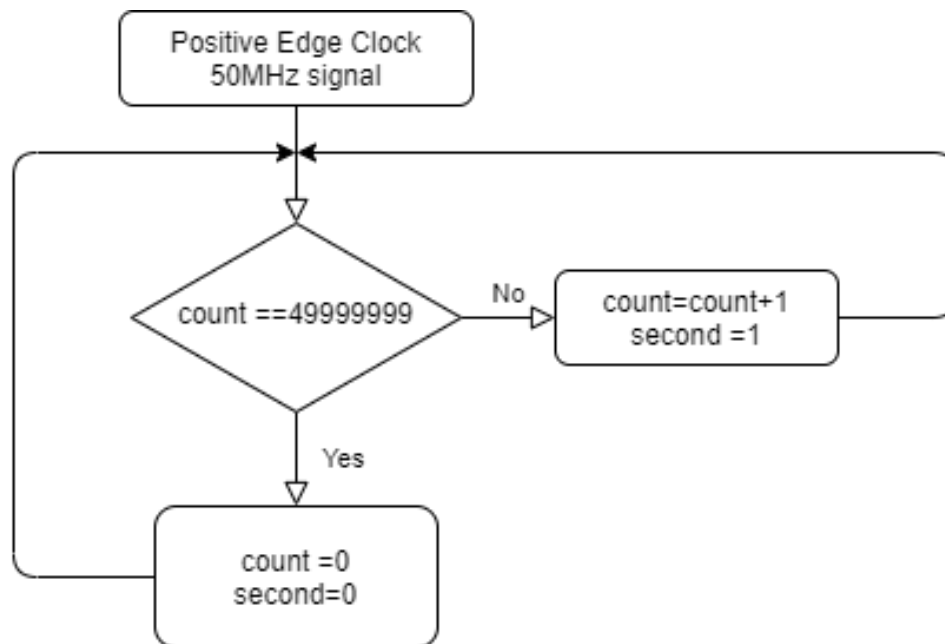 Positive Edge Clock
50MHz signal
count ==49999999
No
count=count+1
second =1
Yes
count =0
second=0